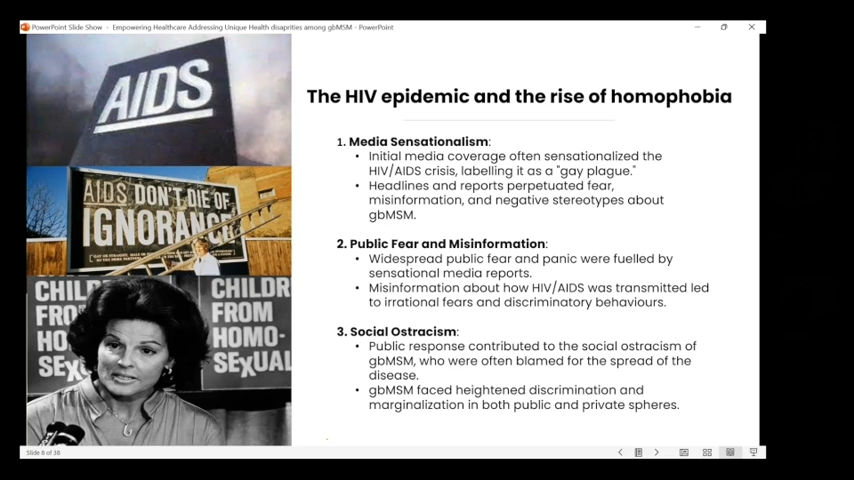 PowerPoint Slide Show - Empowering Healthcare Addressing Unique Health disaprities among gbMSM - PowerPoint
AIDS
AIDS DON'T DIE OF
IGNORANCE
CHILD
FRO
HO
SEX
CHILDR
FROM
HOMO-
SEXUAL
The HIV epidemic and the rise of homophobia
1. Media Sensationalism:
• Initial media coverage often sensationalized the
HIV/AIDS crisis, labelling it as a "gay plague."
• Headlines and reports perpetuated fear,
misinformation, and negative stereotypes about
gbMSM.
2. Public Fear and Misinformation:
• Widespread public fear and panic were fuelled by
sensational media reports.
• Misinformation about how HIV/AIDS was transmitted led
to irrational fears and discriminatory behaviours.
3. Social Ostracism:
• Public response contributed to the social ostracism of
gbMSM, who were often blamed for the spread of the
disease.
• gbMSM faced heightened discrimination and
marginalization in both public and private spheres.
Slide 8 of 38